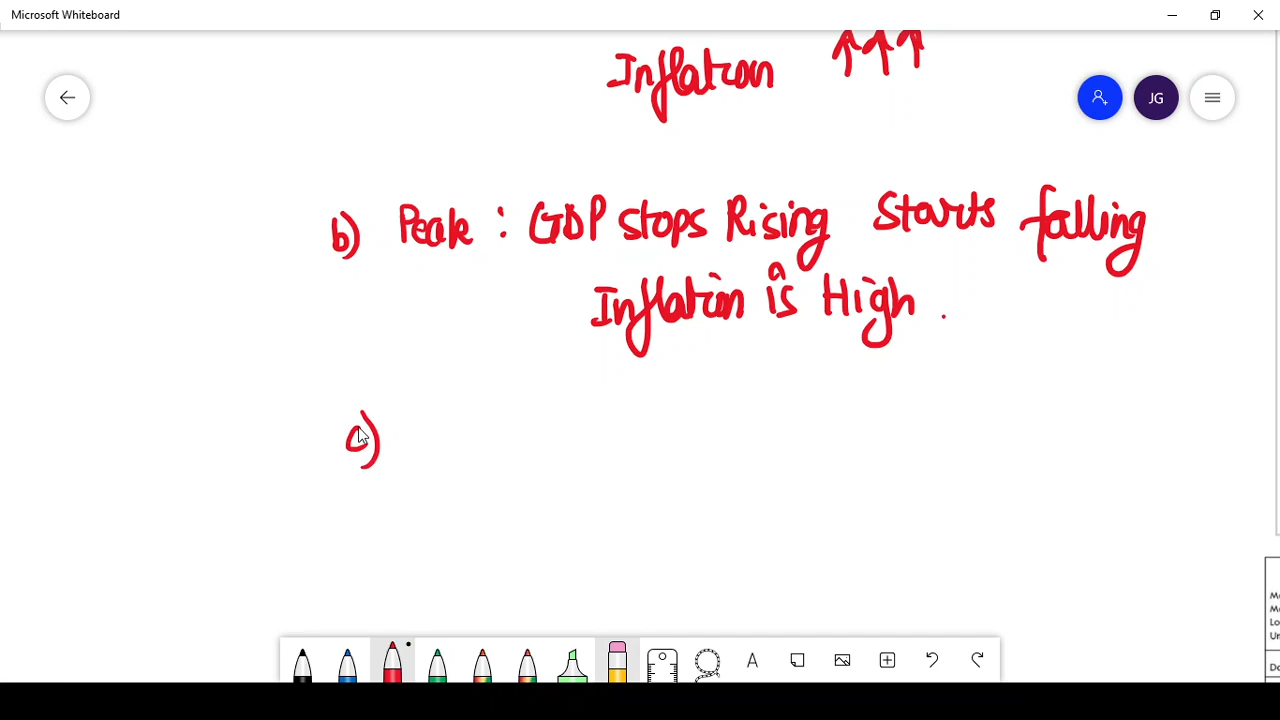 Microsoft Whiteboard
Inflation ↑↑↑
JG
b) Peak : GDP stops Rising Starts falling
Inflation is High .
c)
A